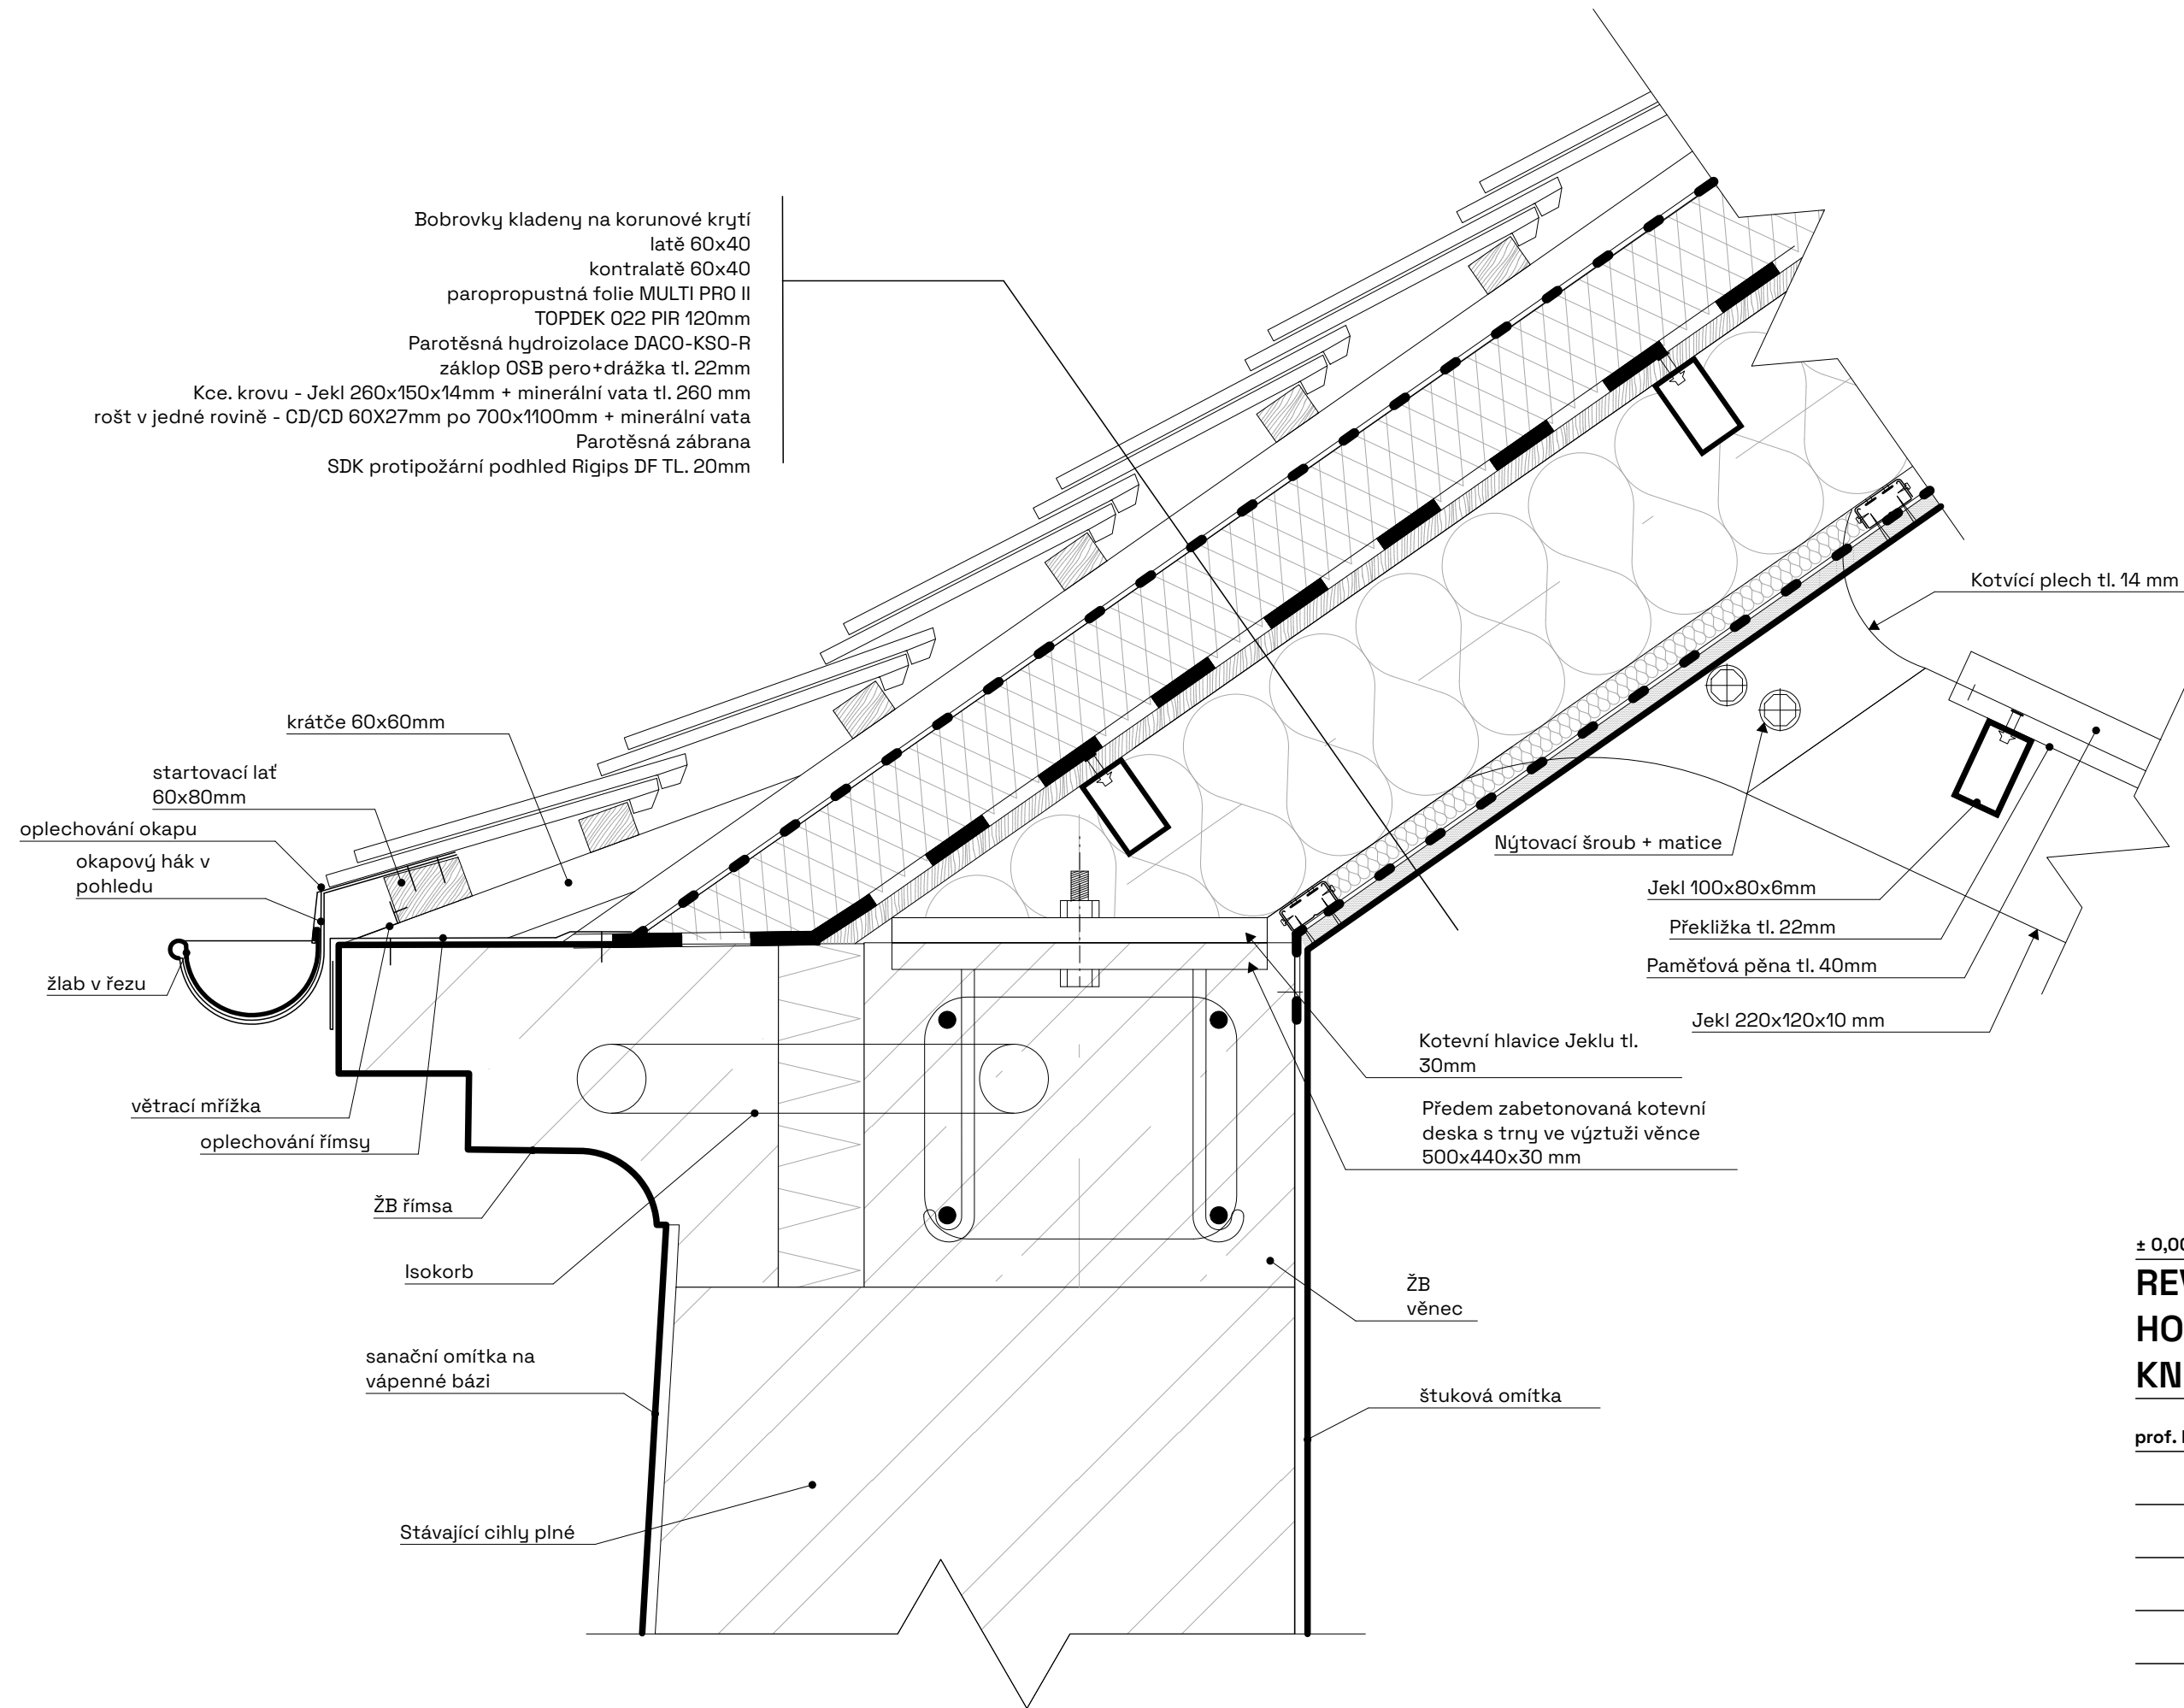 Bobrovky kladeny na korunové krytí
latě 60x40
kontralatě 60x40
paropropustná folie MULTI PRO II
TOPDEK 022 PIR 120mm
Parotěsná hydroizolace DACO-KSO-R
záklop OSB pero+drážka tl. 22mm
Kce. krovu - Jekl 260x150x14mm + minerální vata tl. 260 mm
rošt v jedné rovině - CD/CD 60X27mm po 700x1100mm + minerální vata
Parotěsná zábrana
SDK protipožární podhled Rigips DF TL. 20mm
krátče 60x60mm
startovací lať
60x80mm
oplechování okapu
okapový hák v
pohledu
žlab v řezu
větrací mřížka
oplechování římsy
ŽB římsa
Isokorb
sanační omítka na
vápenné bázi
Stávající cihly plné
Kotvící plech tl. 14 mm
Nýtovací šroub + matice
Jekl 100x80x6mm
Překližka tl. 22mm
Paměťová pěna tl. 40mm
Jekl 220x120x10 mm
Kotevní hlavice Jeklu tl.
30mm
Předem zabetonovaná kotevní
deska s trny ve výztuži věnce
500x440x30 mm
ŽB
věnec
štuková omítka
± 0,00
RE
HO
KN
prof.